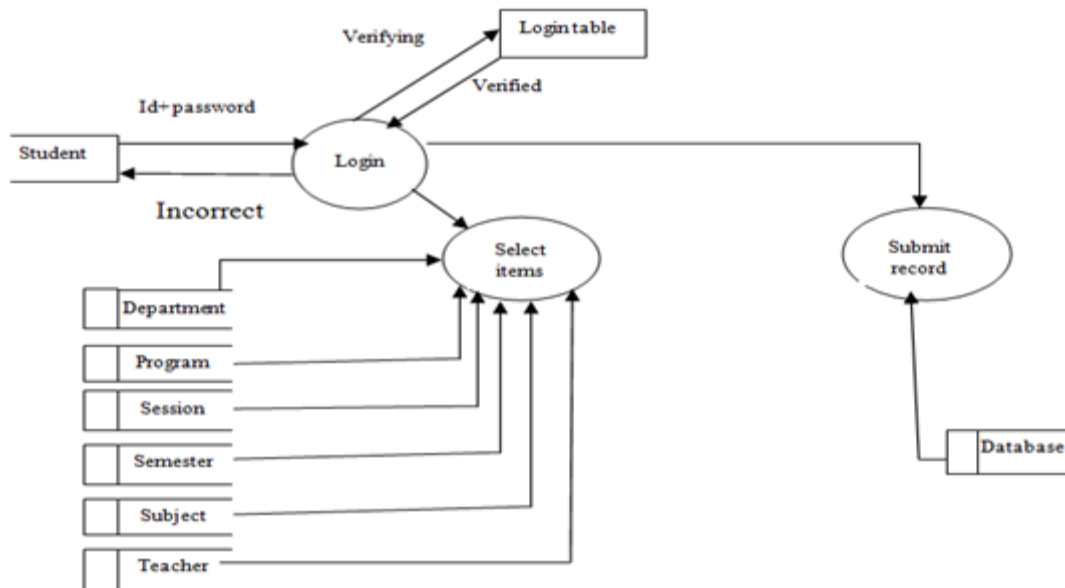 Login table
Verifying
Verified
Id+password
Student
Login
Incorrect
Select
items
Submit
record
Department
Program
Session
Semester
Subject
Teacher
Database